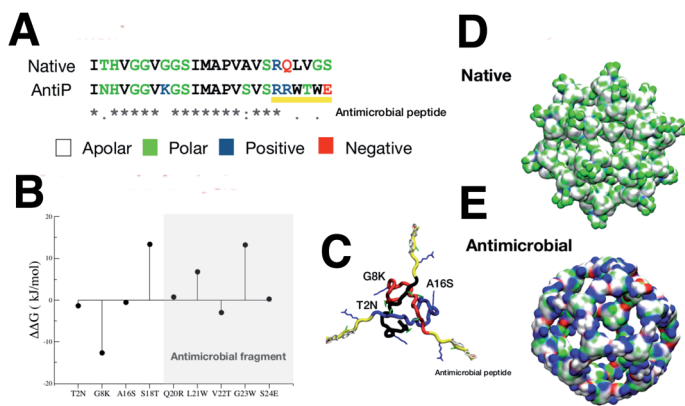 A
Native ITHVGGVGGSIMAPVAVSRQLVGS
AntiP INHVGGVKGSIMAPVSVSRRWTWE
*.***** *******:*** . . Antimicrobial peptide
Apolar Polar Positive Negative
B
ΔΔG ( kJ/mol)
20
10
0
-10
-20
Antimicrobial fragment
T2N G8K A16S S18T Q20R L21W V22T G23W S24E
C
G8K
A16S
T2N
Antimicrobial peptide
D
Native
E
Antimicrobial